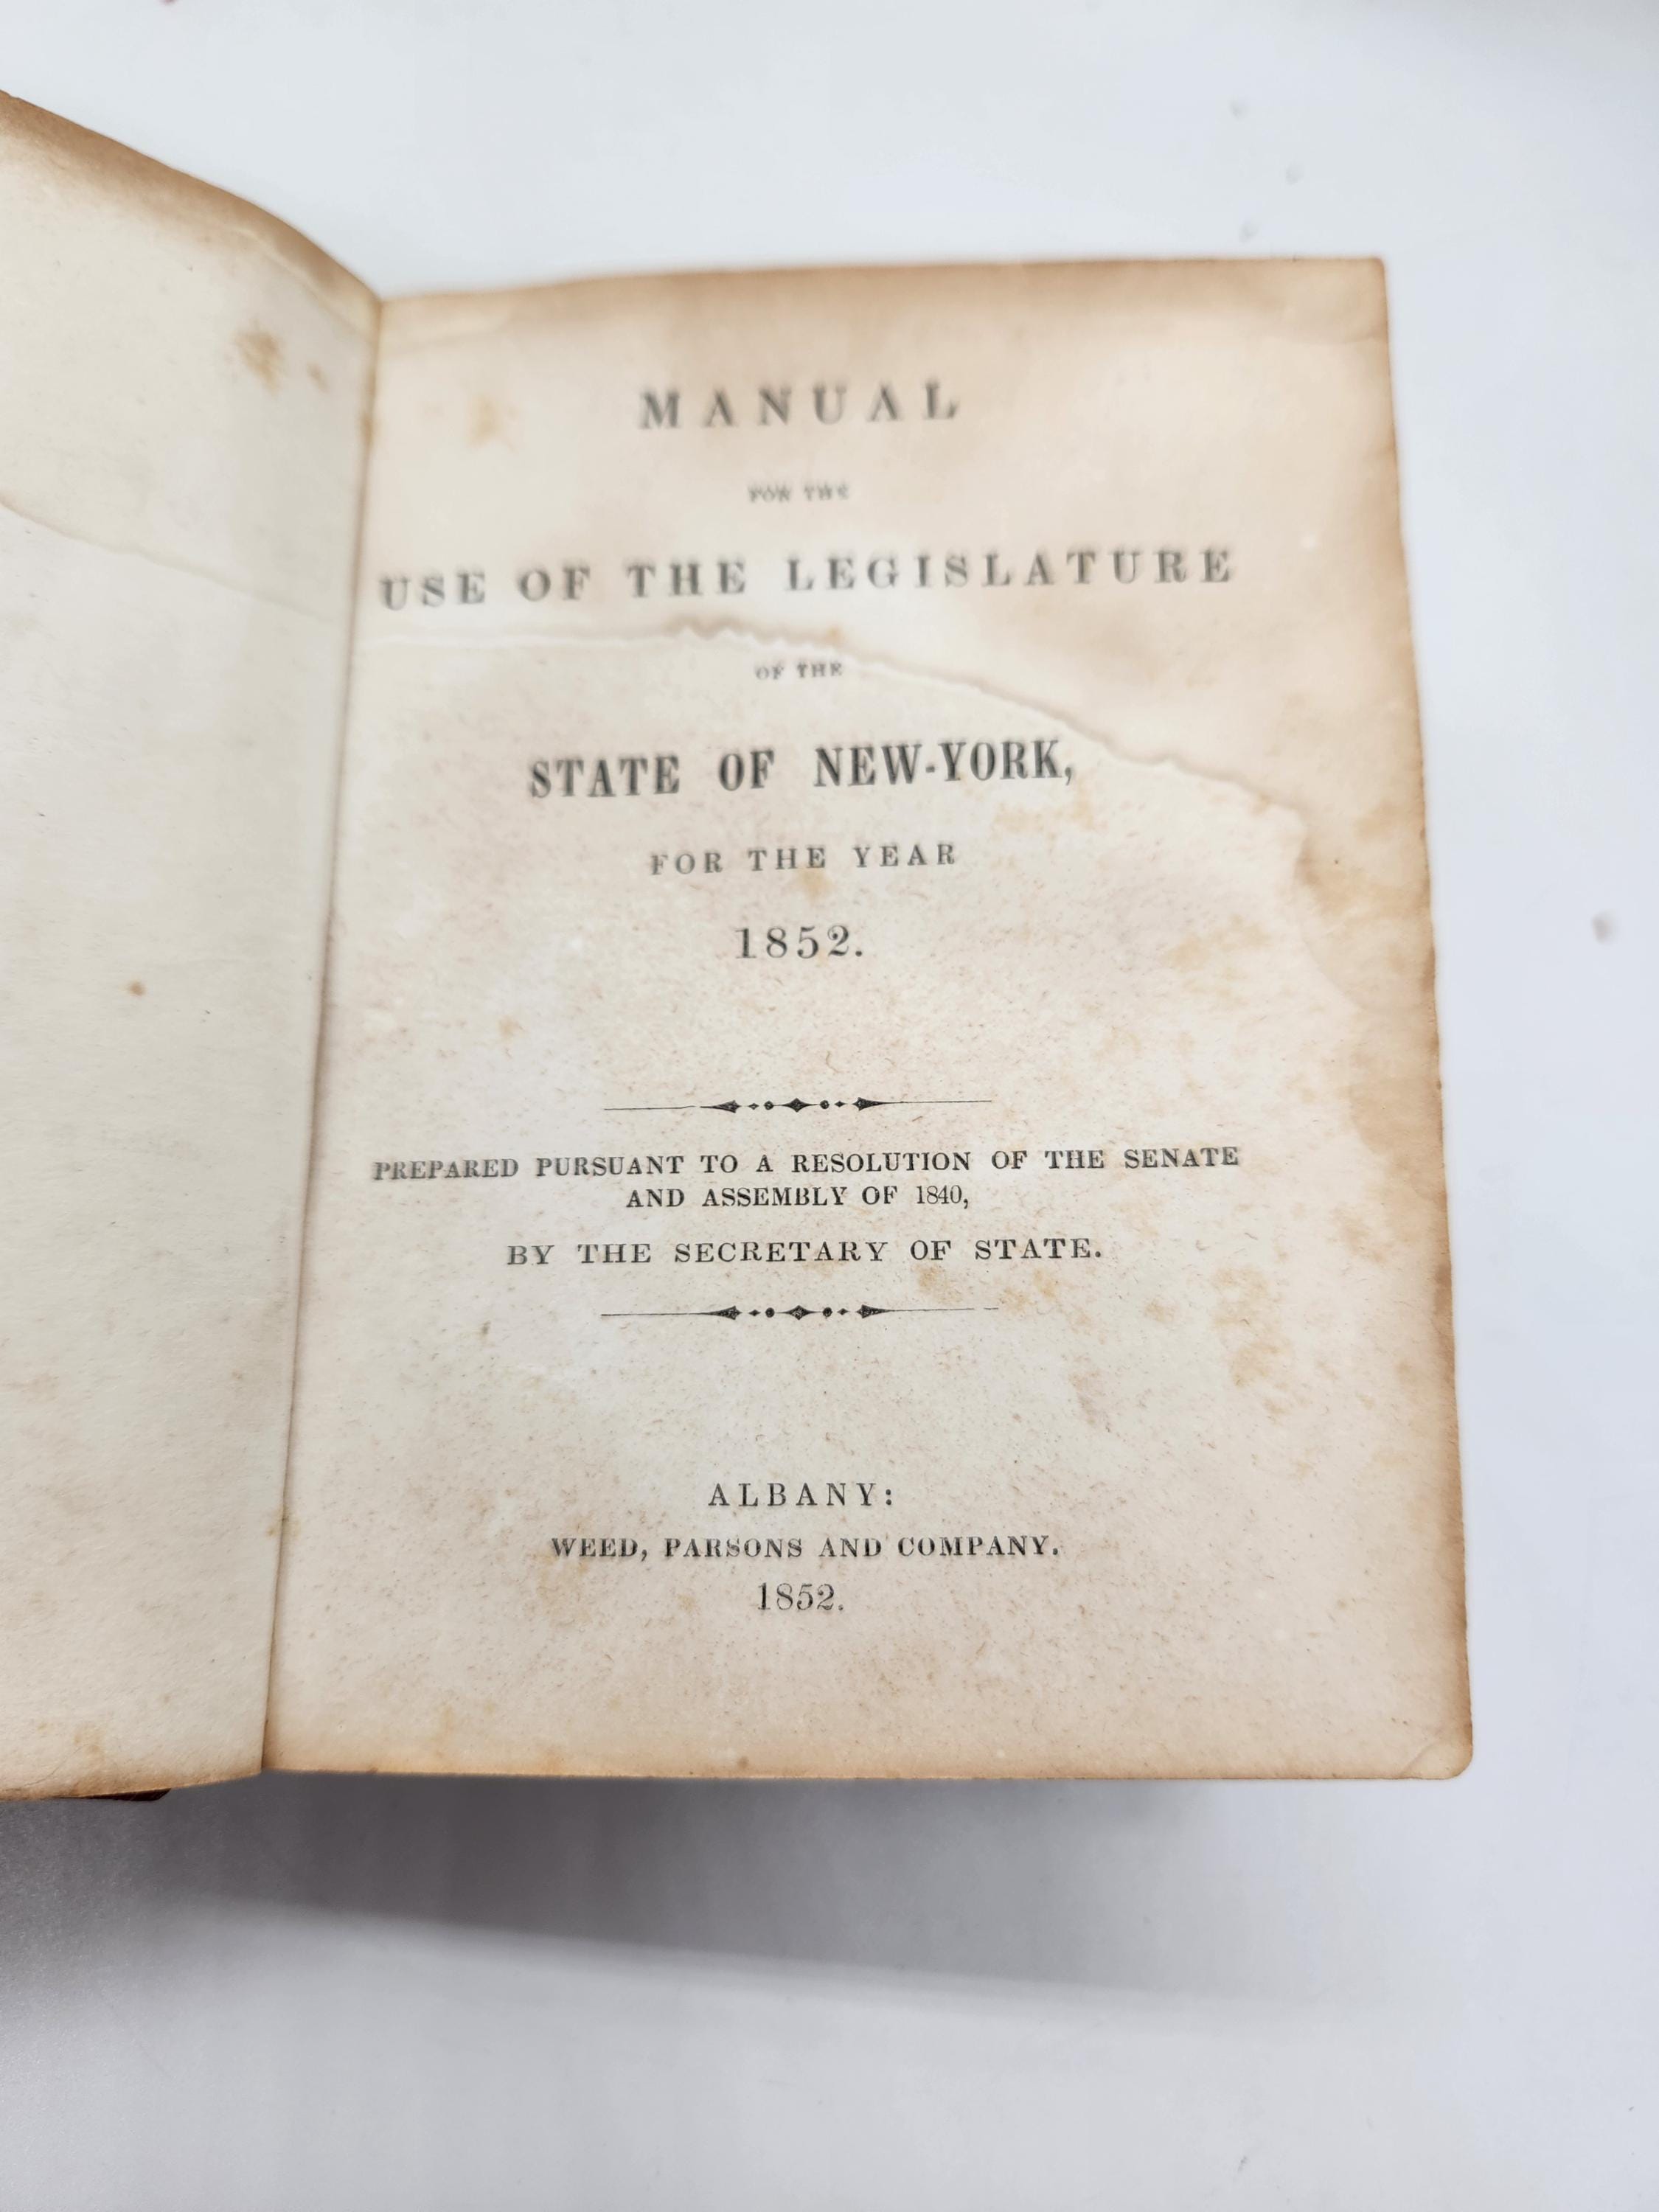 MANUAL
FOR THE
USE OF THE LEGISLATURE
OF THE
STATE OF NEW-YORK,
FOR THE YEAR
1852.
PREPARED PURSUANT TO A RESOLUTION OF THE SENATE
AND ASSEMBLY OF 1840,
BY THE SECRETARY OF STATE.
ALBANY:
WEED, PARSONS AND COMPANY.
1852.